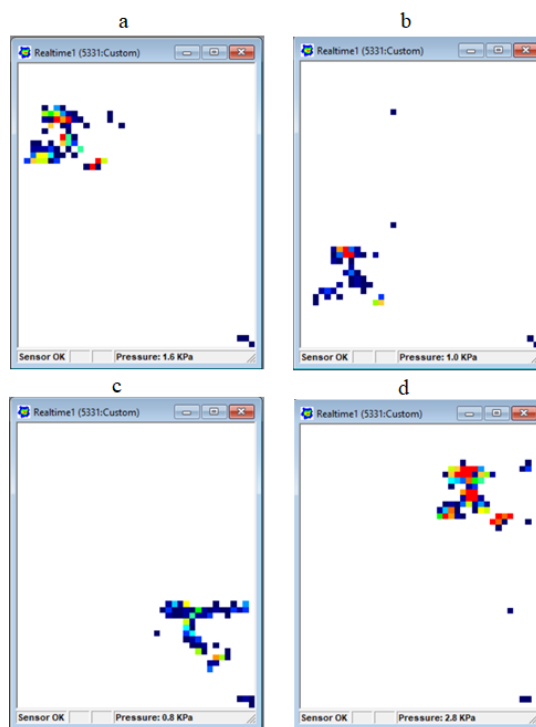 a
b
Realtime1 (5331:Custom)
Realtime1 (5331:Custom)
Sensor OK Pressure: 1.6 KPa
Sensor OK Pressure: 1.0 KPa
c
d
Realtime1 (5331:Custom)
Realtime1 (5331:Custom)
Sensor OK Pressure: 0.8 KPa
Sensor OK Pressure: 2.8 KPa